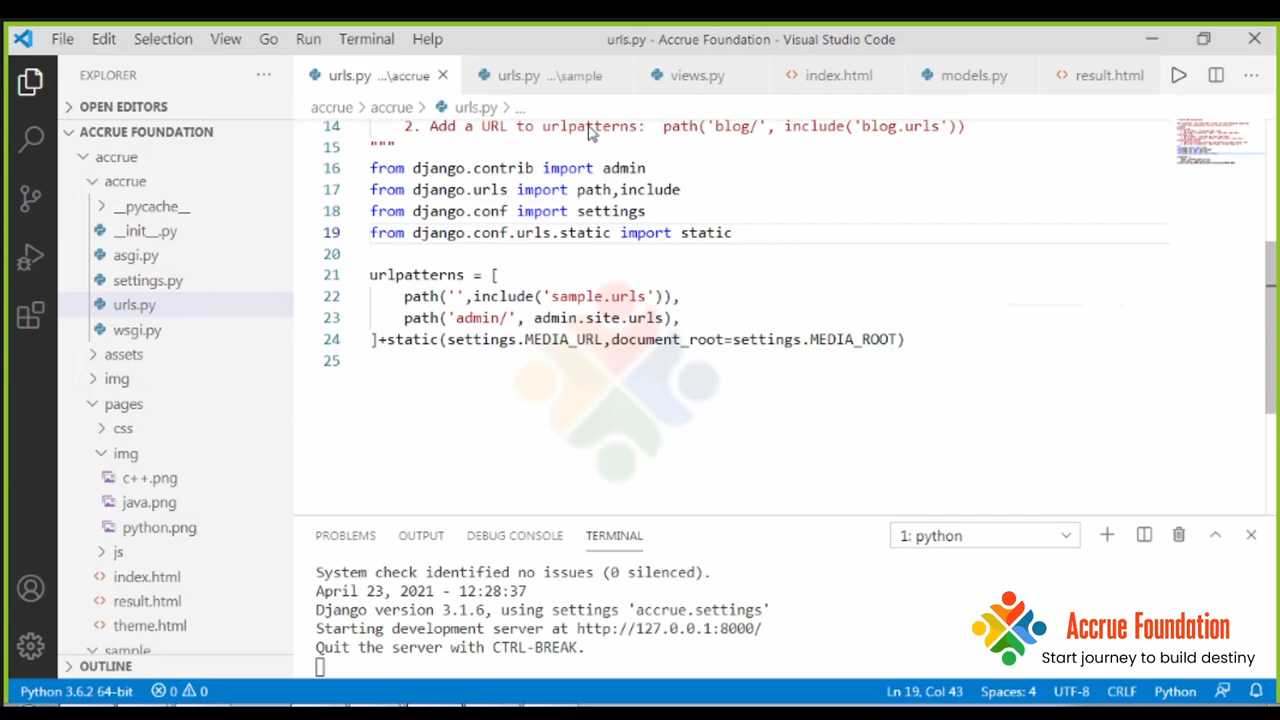 File Edit Selection View Go Run Terminal Help urls.py - Accrue Foundation - Visual Studio Code
EXPLORER ... urls.py ...\accrue urls.py ...\sample views.py index.html models.py result.html ...
OPEN EDITORS accrue > accrue > urls.py > ...
ACCRUE FOUNDATION
accrue
accrue
__pycache__
__init__.py
asgi.py
settings.py
urls.py
wsgi.py
assets
img
pages
css
img
c++.png
java.png
python.png
js
index.html
result.html
theme.html
sample
OUTLINE
14 2. Add a URL to urlpatterns: path('blog/', include('blog.urls'))
15 """
16 from django.contrib import admin
17 from django.urls import path,include
18 from django.conf import settings
19 from django.conf.urls.static import static
20
21 urlpatterns = [
22 path('',include('sample.urls')),
23 path('admin/', admin.site.urls),
24 ]+static(settings.MEDIA_URL,document_root=settings.MEDIA_ROOT)
25
PROBLEMS OUTPUT DEBUG CONSOLE TERMINAL 1: python
System check identified no issues (0 silenced).
April 23, 2021 - 12:28:37
Django version 3.1.6, using settings 'accrue.settings'
Starting development server at http://127.0.0.1:8000/
Quit the server with CTRL-BREAK.
Accrue Foundation
Start journey to build destiny
Python 3.6.2 64-bit 0 0 Ln 19, Col 43 Spaces: 4 UTF-8 CRLF Python